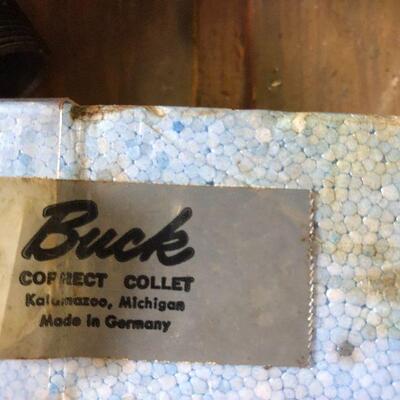 Buck
CORRECT COLLET
Kalamazoo, Michigan
Made in Germany